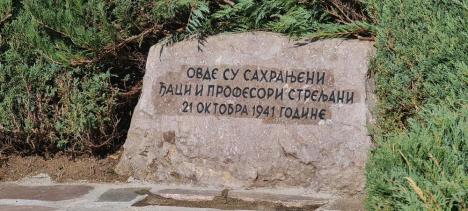 ОВДЕ СУ САХРАЊЕНИ
ЂАЦИ И ПРОФЕСОРИ СТРЕЉАНИ
21 ОКТОБРА 1941 ГОДИНЕ